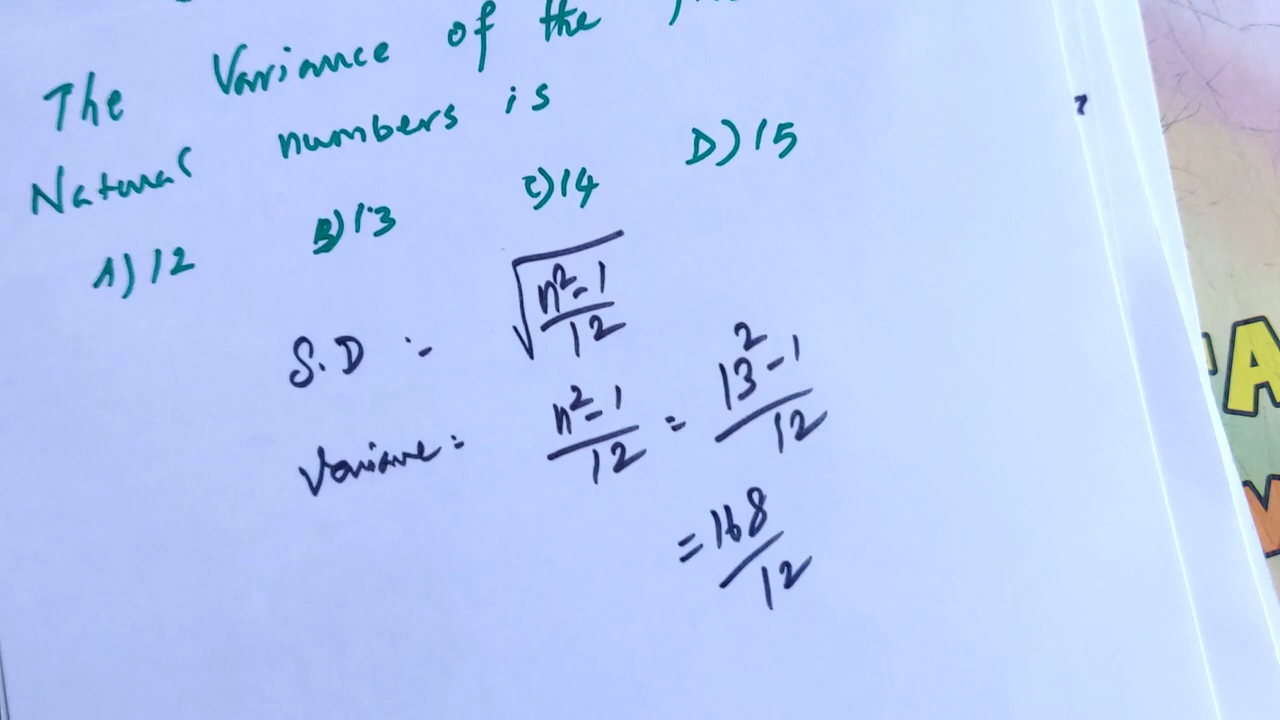 The Variance of the
Natural numbers is
A) 12 B) 13 C) 14 D) 15
S.D :- √(n²-1/12)
Variance = n²-1/12 = 13²-1/12
= 168/12